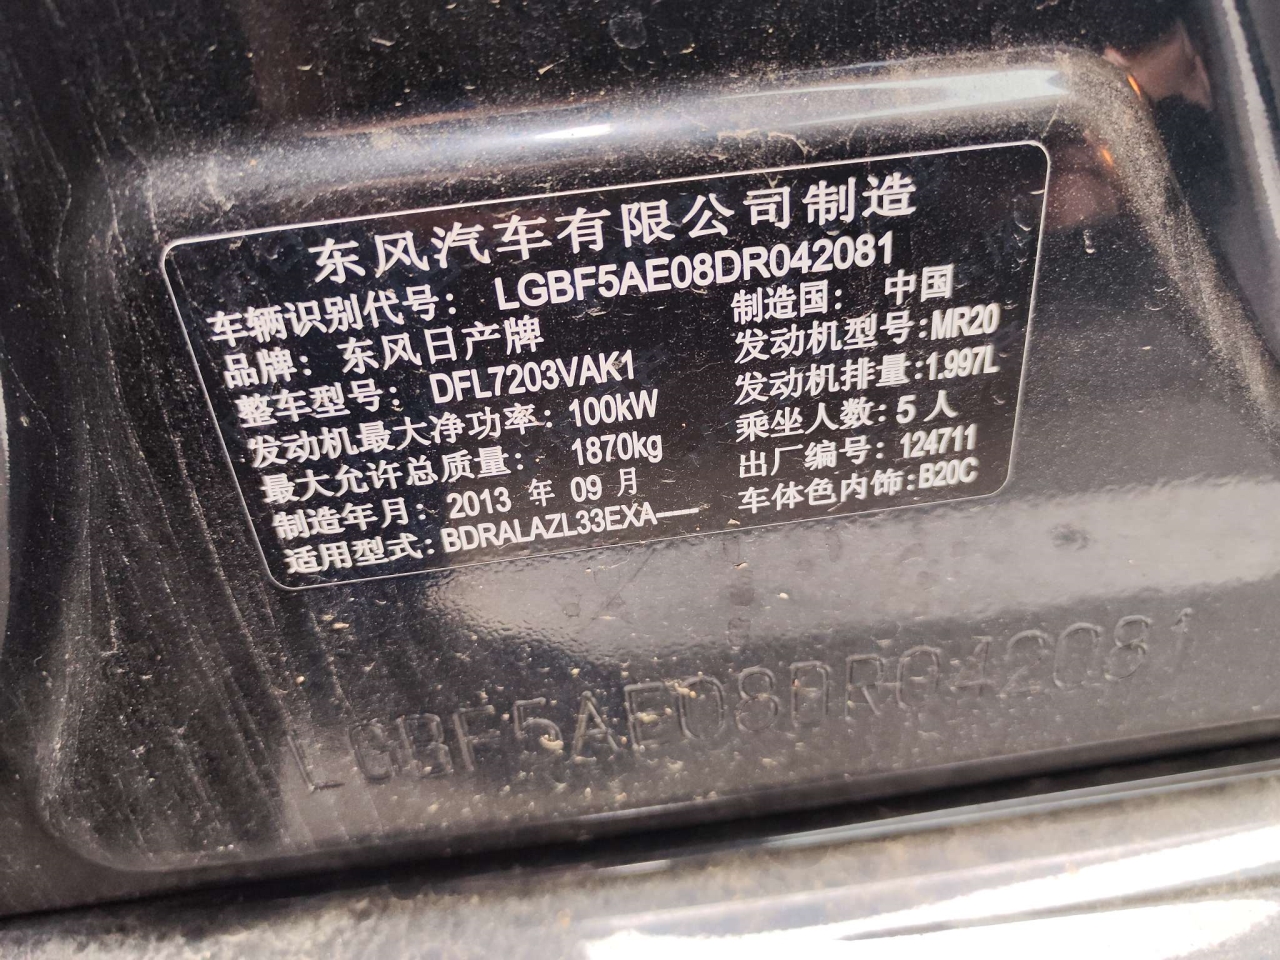 东风汽车有限公司制造
车辆识别代号： LGBF5AE08DR042081
品牌：东风日产牌 制造国： 中国
整车型号： DFL7203VAK1 发动机型号:MR20
发动机最大净功率: 100kW 发动机排量:1.997L
最大允许总质量： 1870kg 乘坐人数: 5 人
制造年月: 2013 年 09 月 出厂编号: 124711
适用型式: BDRALAZL33EXA── 车体色内饰:B20C
LGBF5AE08DR042081